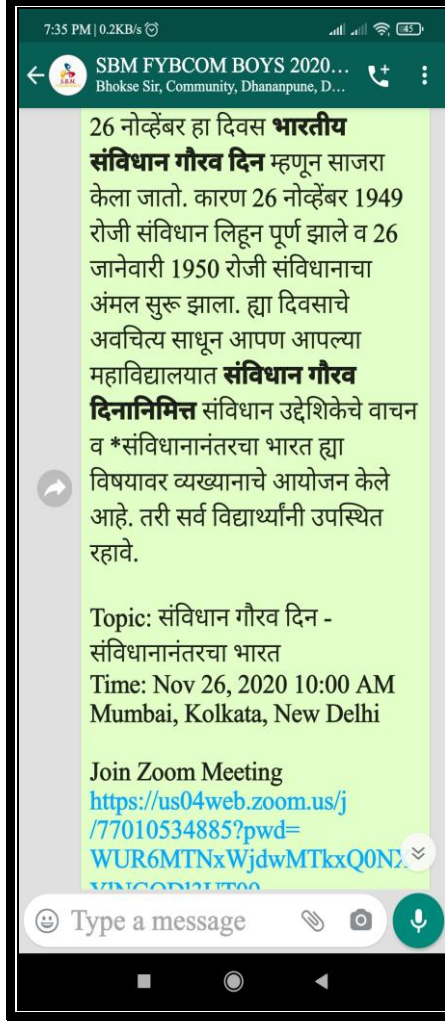 7:35 PM | 0.2KB/s
45
SBM FYBCOM BOYS 2020...
Bhokse Sir, Community, Dhananpune, D...
26 नोव्हेंबर हा दिवस भारतीय
संविधान गौरव दिन म्हणून साजरा
केला जातो. कारण 26 नोव्हेंबर 1949
रोजी संविधान लिहून पूर्ण झाले व 26
जानेवारी 1950 रोजी संविधानाचा
अंमल सुरू झाला. ह्या दिवसाचे
अवचित्य साधून आपण आपल्या
महाविद्यालयात संविधान गौरव
दिनानिमित्त संविधान उद्देशिकेचे वाचन
व *संविधानानंतरचा भारत ह्या
विषयावर व्यख्यानाचे आयोजन केले
आहे. तरी सर्व विद्यार्थ्यांनी उपस्थित
रहावे.
Topic: संविधान गौरव दिन -
संविधानानंतरचा भारत
Time: Nov 26, 2020 10:00 AM
Mumbai, Kolkata, New Delhi
Join Zoom Meeting
https://us04web.zoom.us/j
/77010534885?pwd=
Type a message